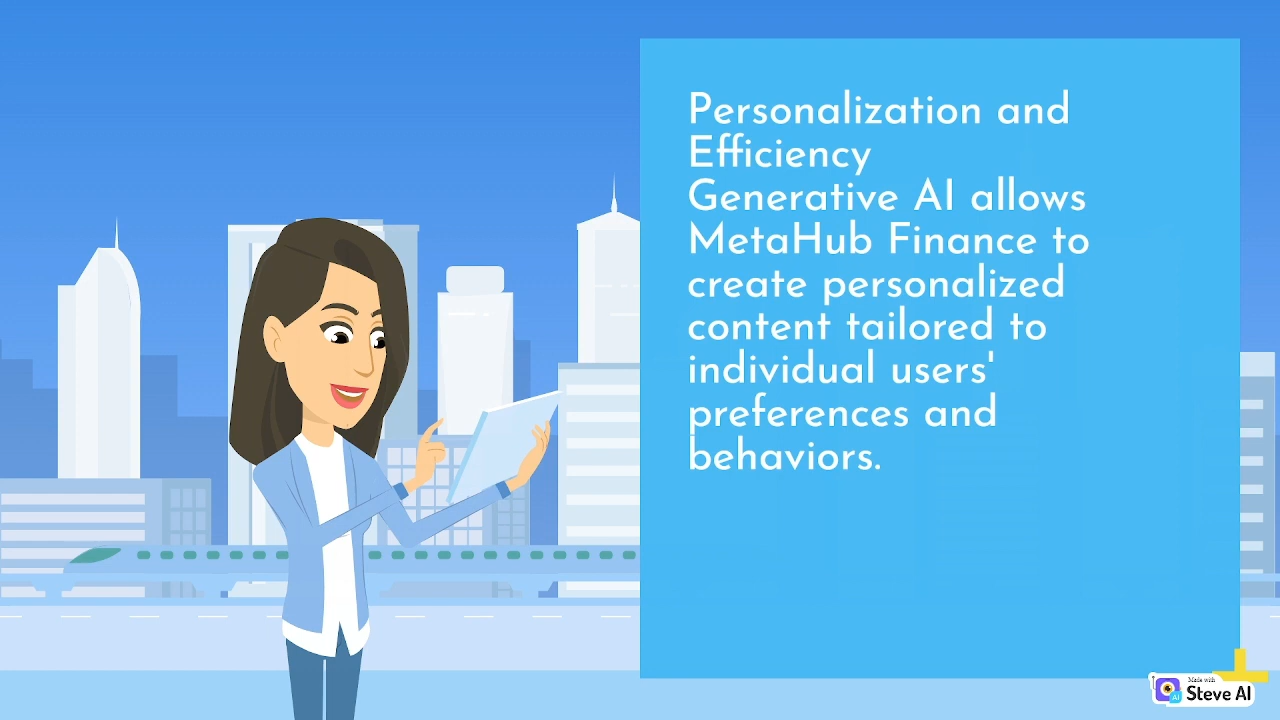 Personalization and
Efficiency
Generative AI allows
MetaHub Finance to
create personalized
content tailored to
individual users'
preferences and
behaviors.
Made with
Steve AI